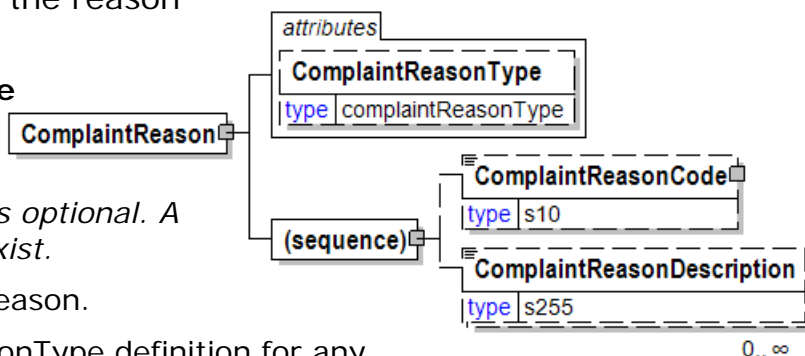 the reason
attributes
ComplaintReasonType
type complaintReasonType
e
ComplaintReason
ComplaintReasonCode
type s10
s optional. A
(sequence)
xist.
ComplaintReasonDescription
eason.
type s255
onType definition for any
0..∞